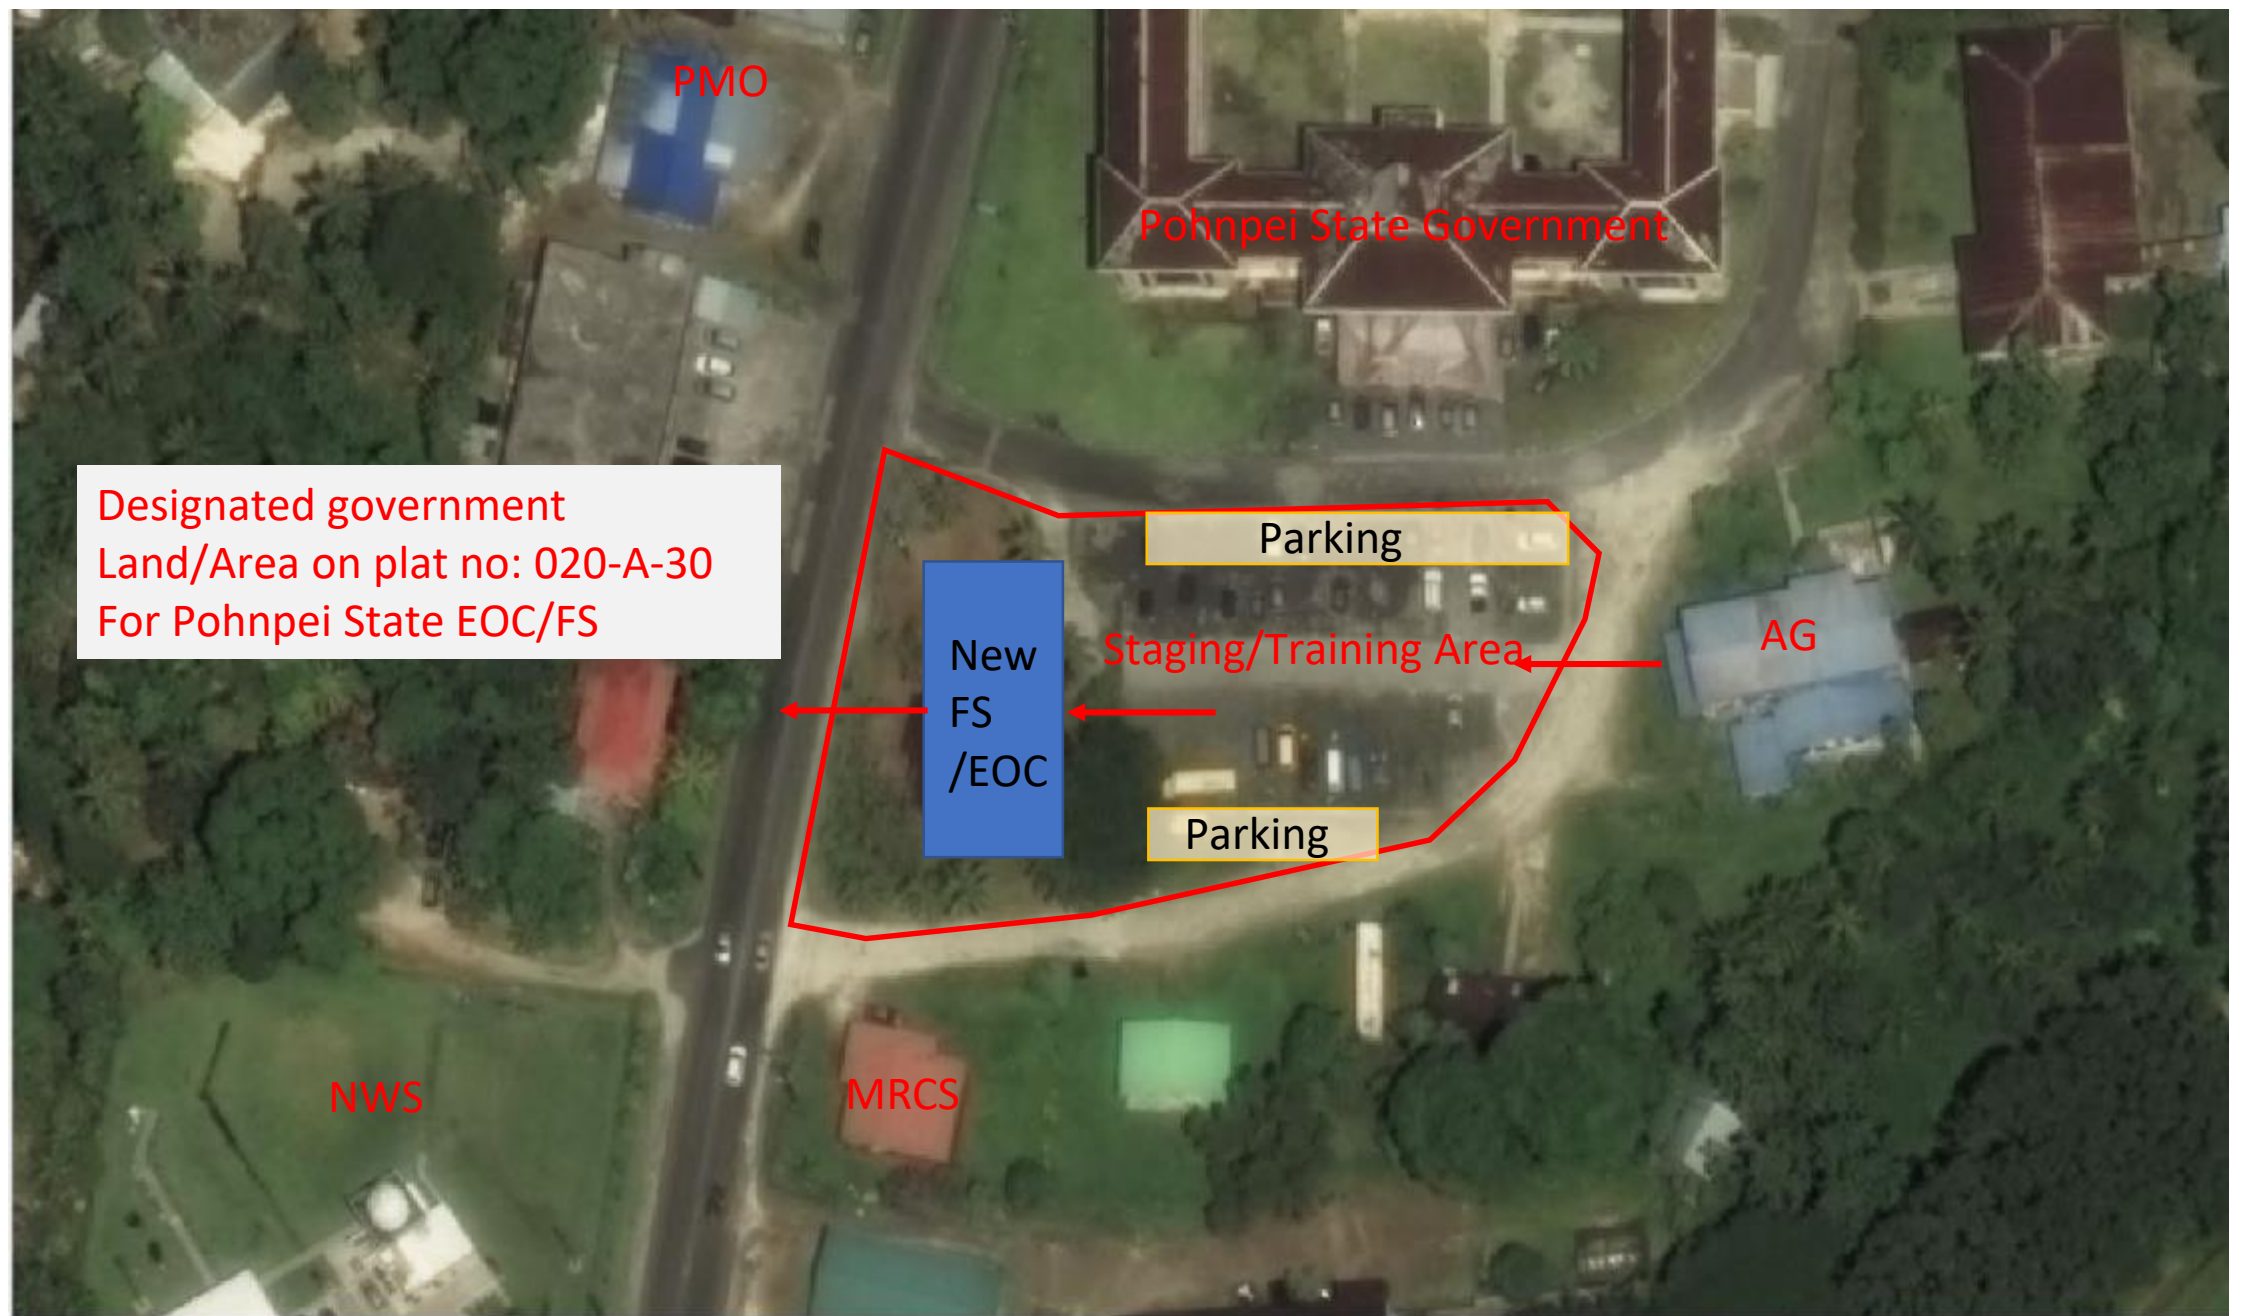 PMO
Pohnpei State Government
Designated government
Land/Area on plat no: 020-A-30
For Pohnpei State EOC/FS
Parking
New
FS
/EOC
Staging/Training Area
AG
Parking
NWS
MRCS